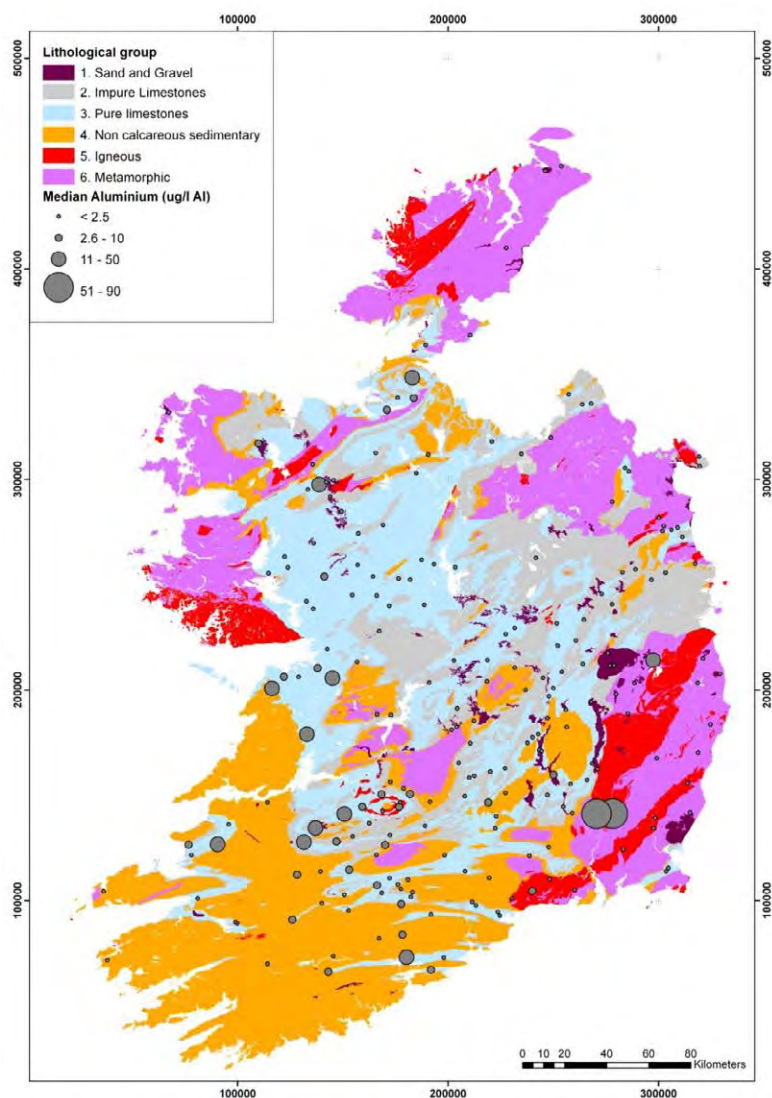 100000 200000 300000
500000 500000
Lithological group
1. Sand and Gravel
2. Impure Limestones
3. Pure limestones
4. Non calcareous sedimentary
5. Igneous
6. Metamorphic
Median Aluminium (ug/l Al)
< 2.5
2.6 - 10
11 - 50
51 - 90
400000 400000
300000 300000
200000 200000
100000 100000
0 5 10 20 40 60 80
Kilometers
100000 200000 300000